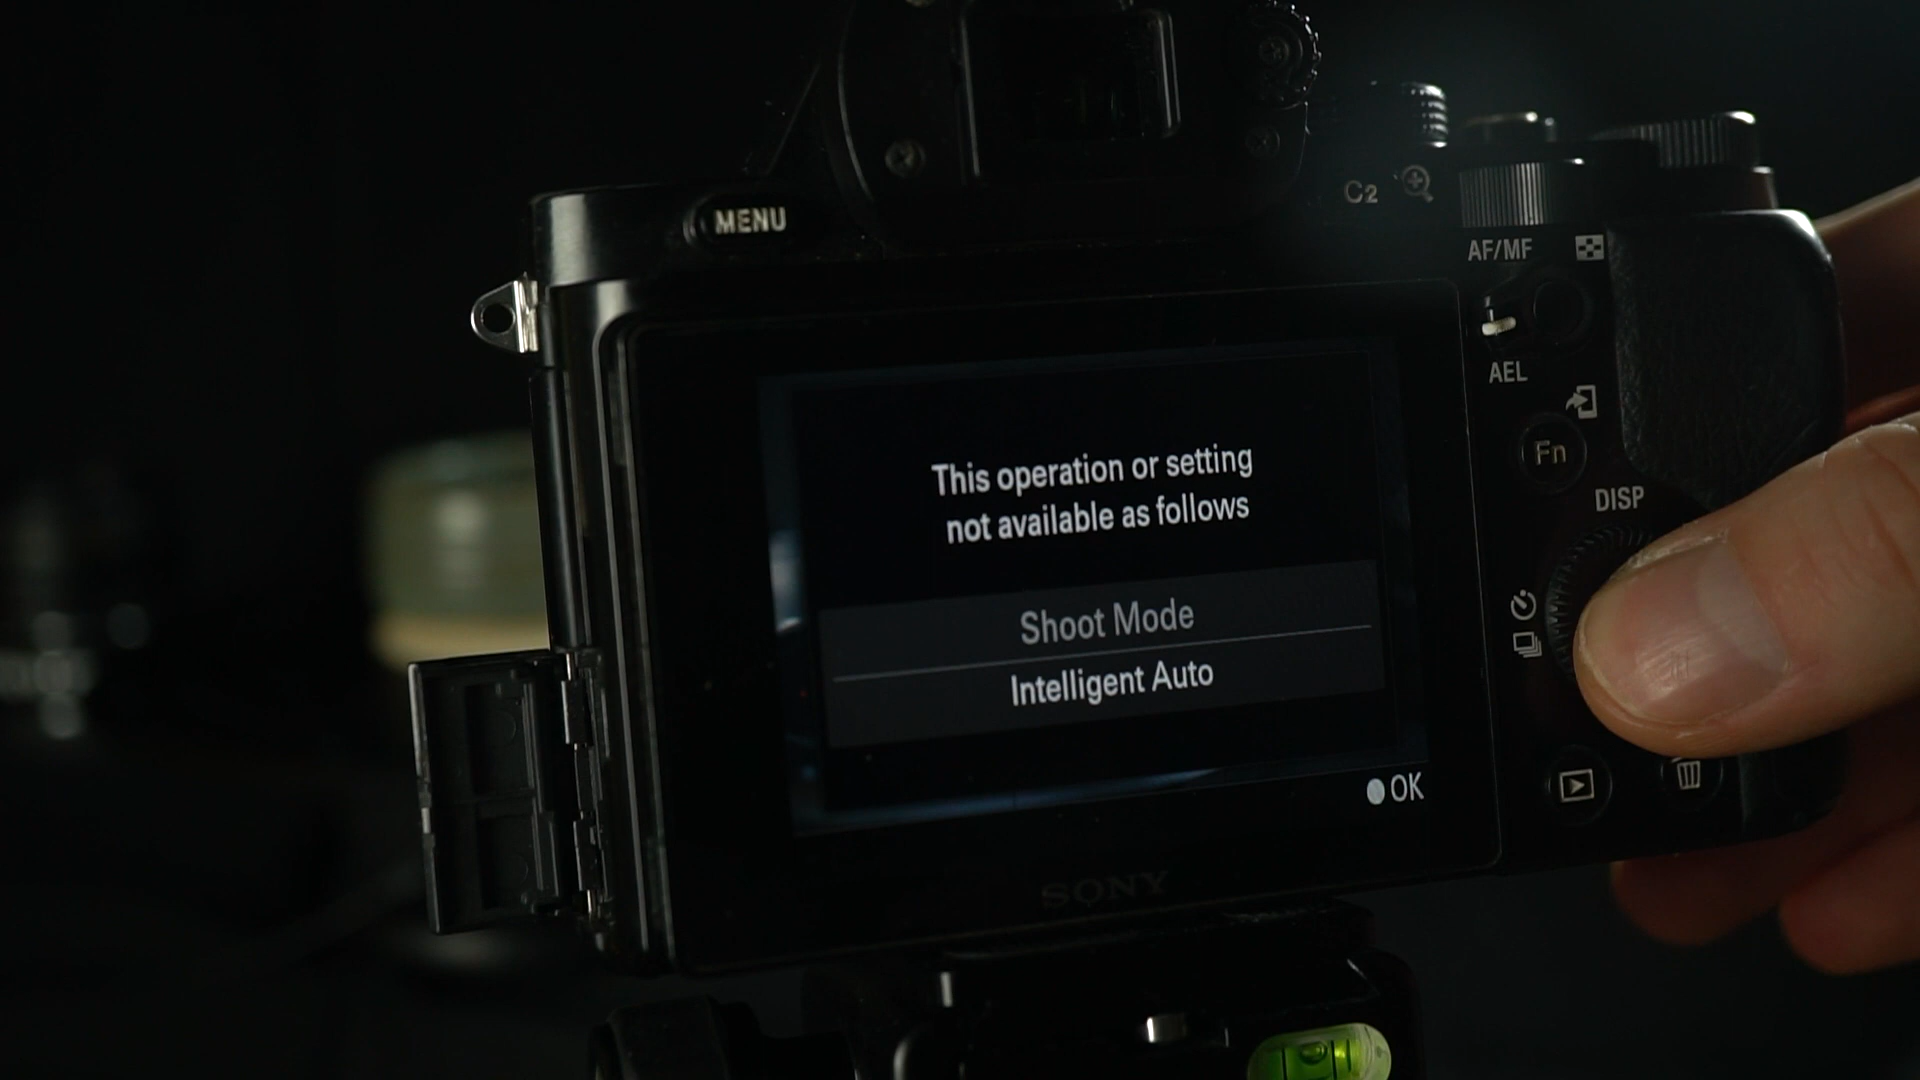 MENU
C2
AF/MF
AEL
Fn
DISP
This operation or setting
not available as follows
Shoot Mode
Intelligent Auto
OK
SONY